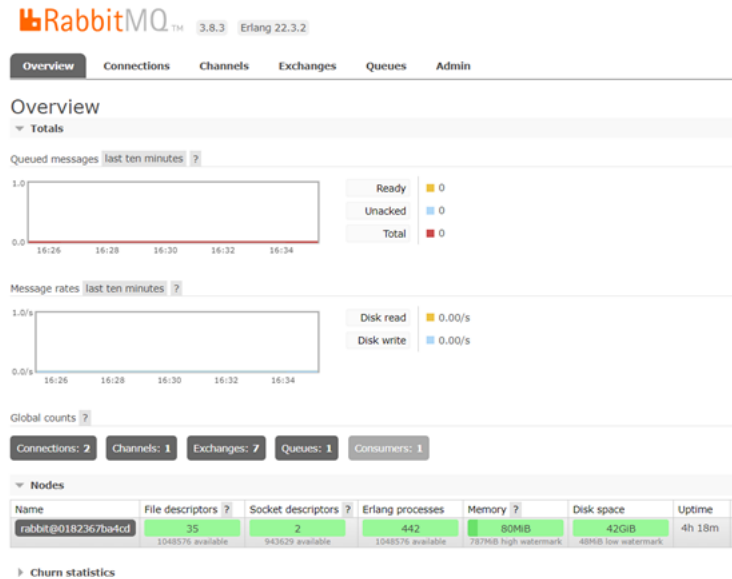 RabbitMQ TM 3.8.3 Erlang 22.3.2
Overview Connections Channels Exchanges Queues Admin
Overview
Totals
Queued messages last ten minutes ?
1.0
0.0
16:26 16:28 16:30 16:32 16:34
Ready 0
Unacked 0
Total 0
Message rates last ten minutes ?
1.0/s
0.0/s
16:26 16:28 16:30 16:32 16:34
Disk read 0.00/s
Disk write 0.00/s
Global counts ?
Connections: 2 Channels: 1 Exchanges: 7 Queues: 1 Consumers: 1
Nodes
Name File descriptors ? Socket descriptors ? Erlang processes Memory ? Disk space Uptime
rabbit@0182367ba4cd 35 2 442 80MiB 42GiB 4h 18m
1048576 available 943629 available 1048576 available 787MiB high watermark 48MiB low watermark
Churn statistics